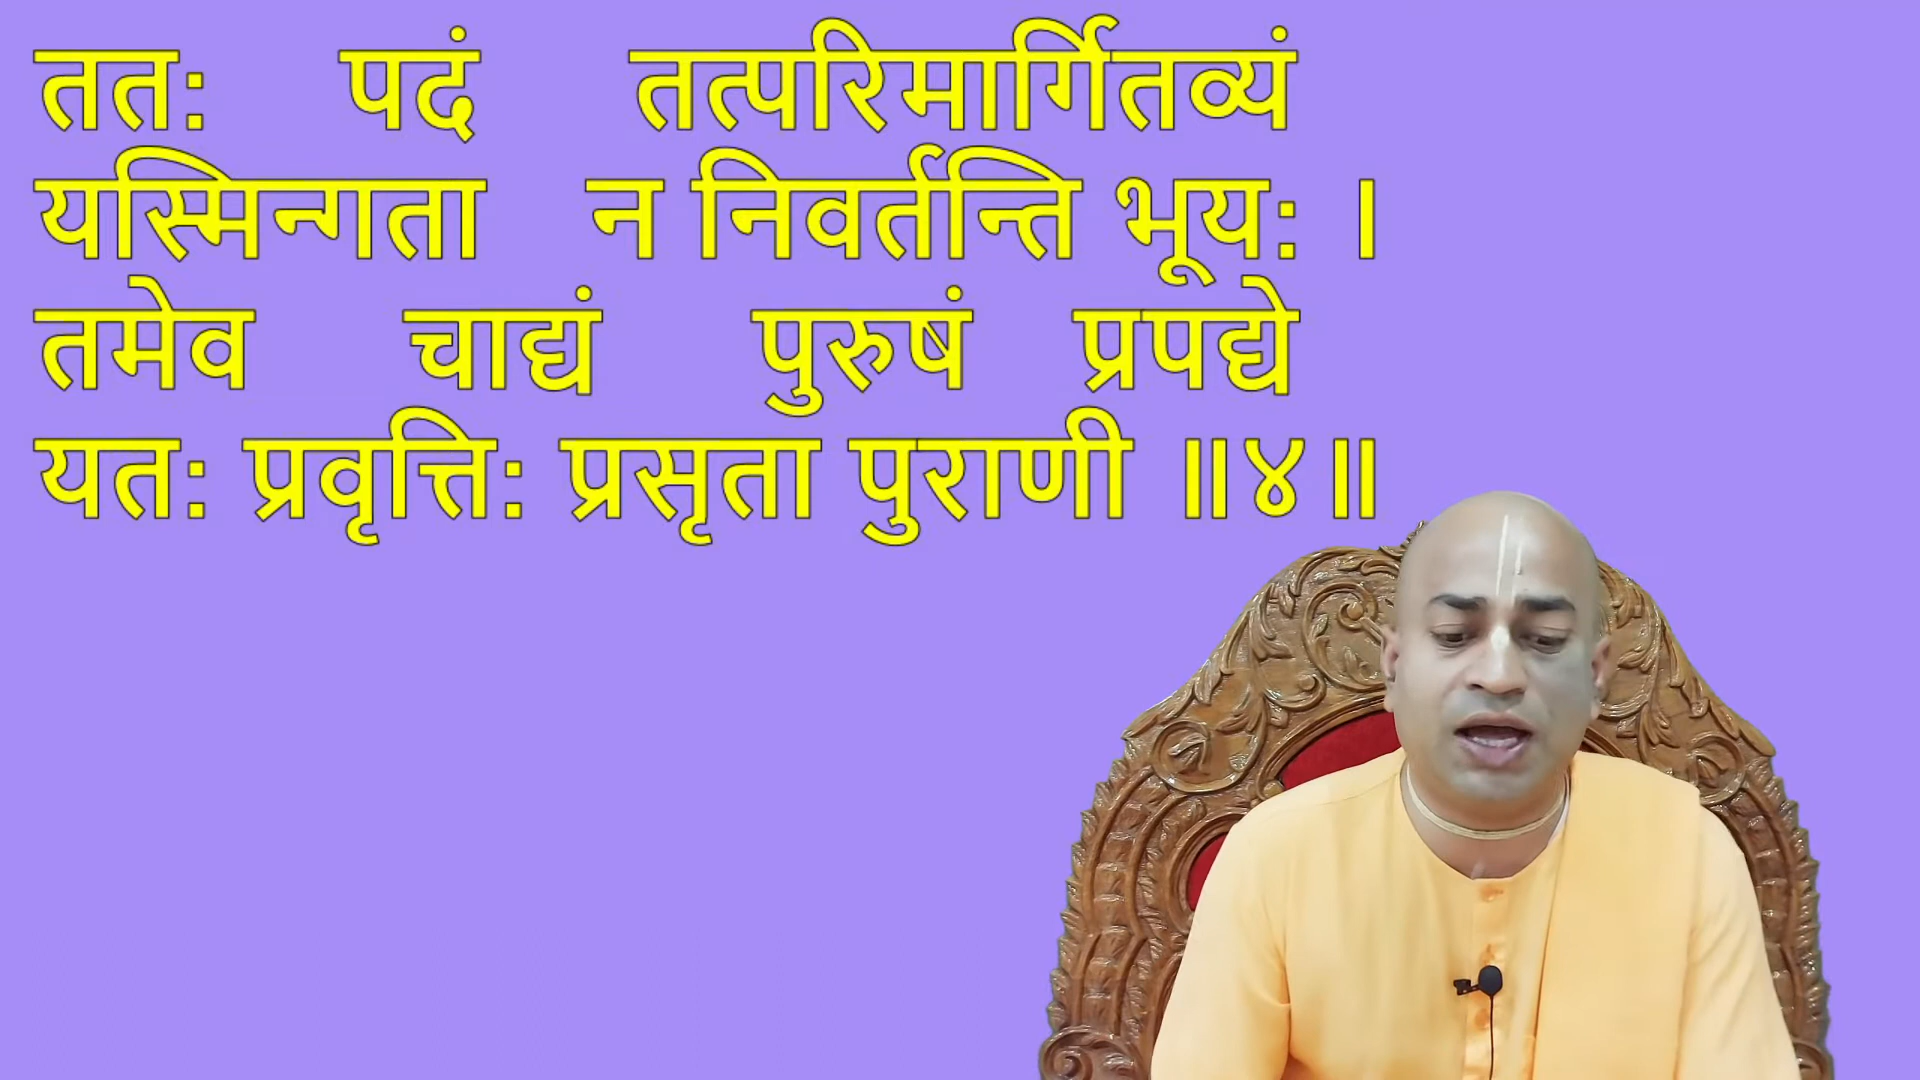 ततः पदं तत्परिमार्गितव्यं
यस्मिन्गता न निवर्तन्ति भूयः ।
तमेव चाद्यं पुरुषं प्रपद्ये
यतः प्रवृत्तिः प्रसृता पुराणी ॥४॥